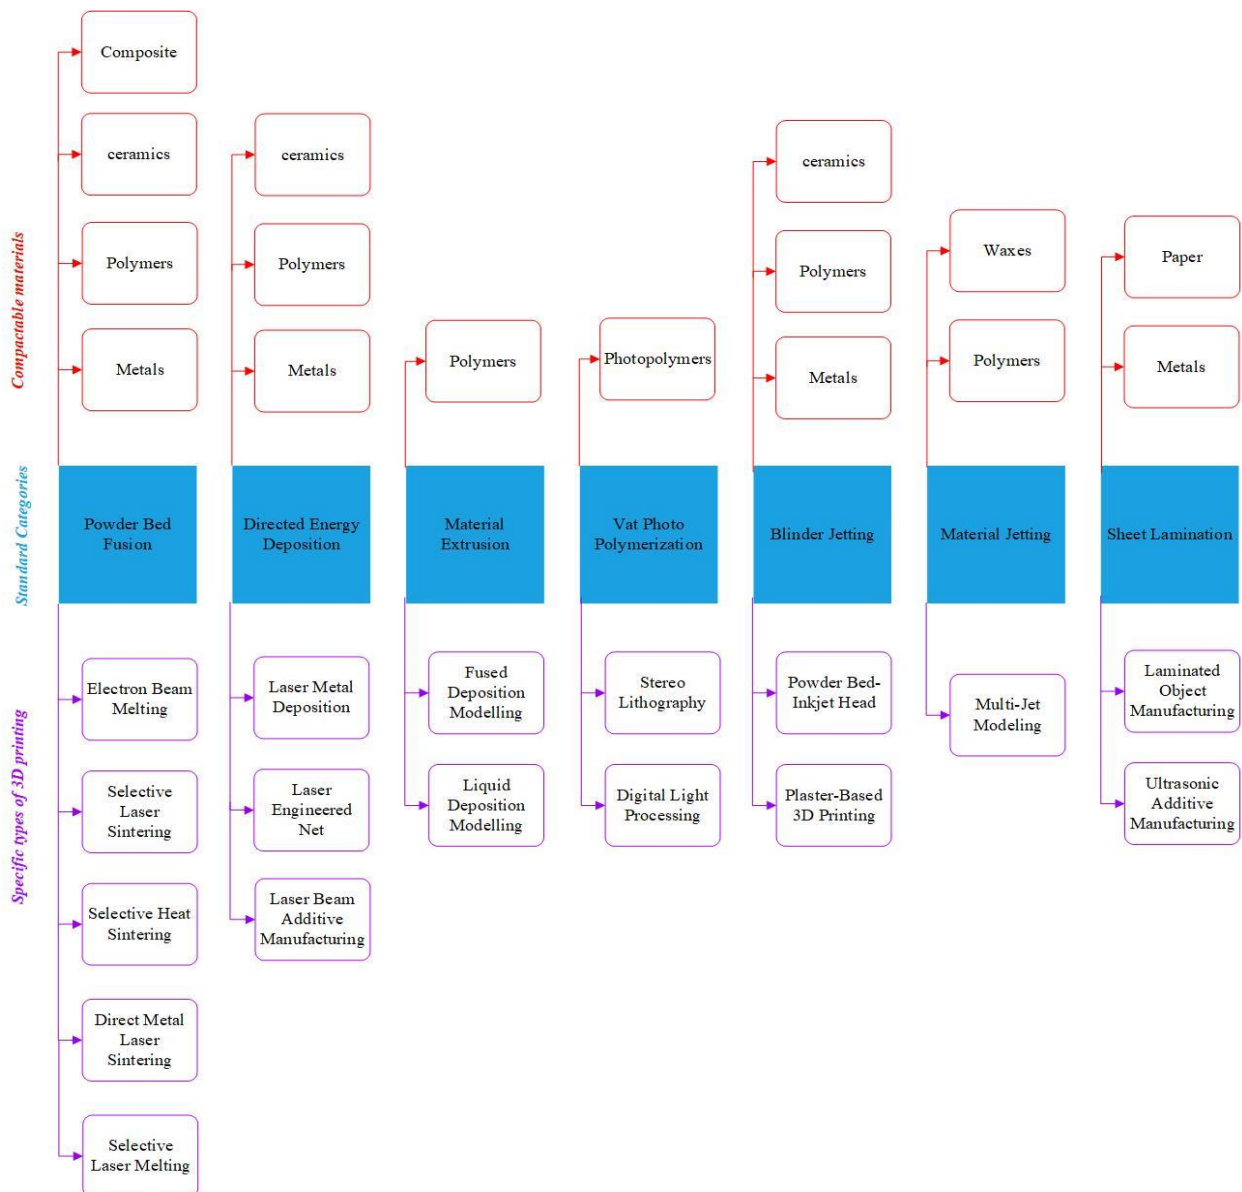 Compactable materials
Composite
ceramics
Polymers
Metals
ceramics
Polymers
Metals
Polymers
Photopolymers
ceramics
Polymers
Metals
Waxes
Polymers
Paper
Metals
Standard Categories
Powder Bed
Fusion
Directed Energy
Deposition
Material
Extrusion
Vat Photo
Polymerization
Blinder Jetting
Material Jetting
Sheet Lamination
Specific types of 3D printing
Electron Beam
Melting
Selective
Laser
Sintering
Selective Heat
Sintering
Direct Metal
Laser
Sintering
Selective
Laser Melting
Laser Metal
Deposition
Laser
Engineered
Net
Laser Beam
Additive
Manufacturing
Fused
Deposition
Modelling
Liquid
Deposition
Modelling
Stereo
Lithography
Digital Light
Processing
Powder Bed-
Inkjet Head
Plaster-Based
3D Printing
Multi-Jet
Modeling
Laminated
Object
Manufacturing
Ultrasonic
Additive
Manufacturing